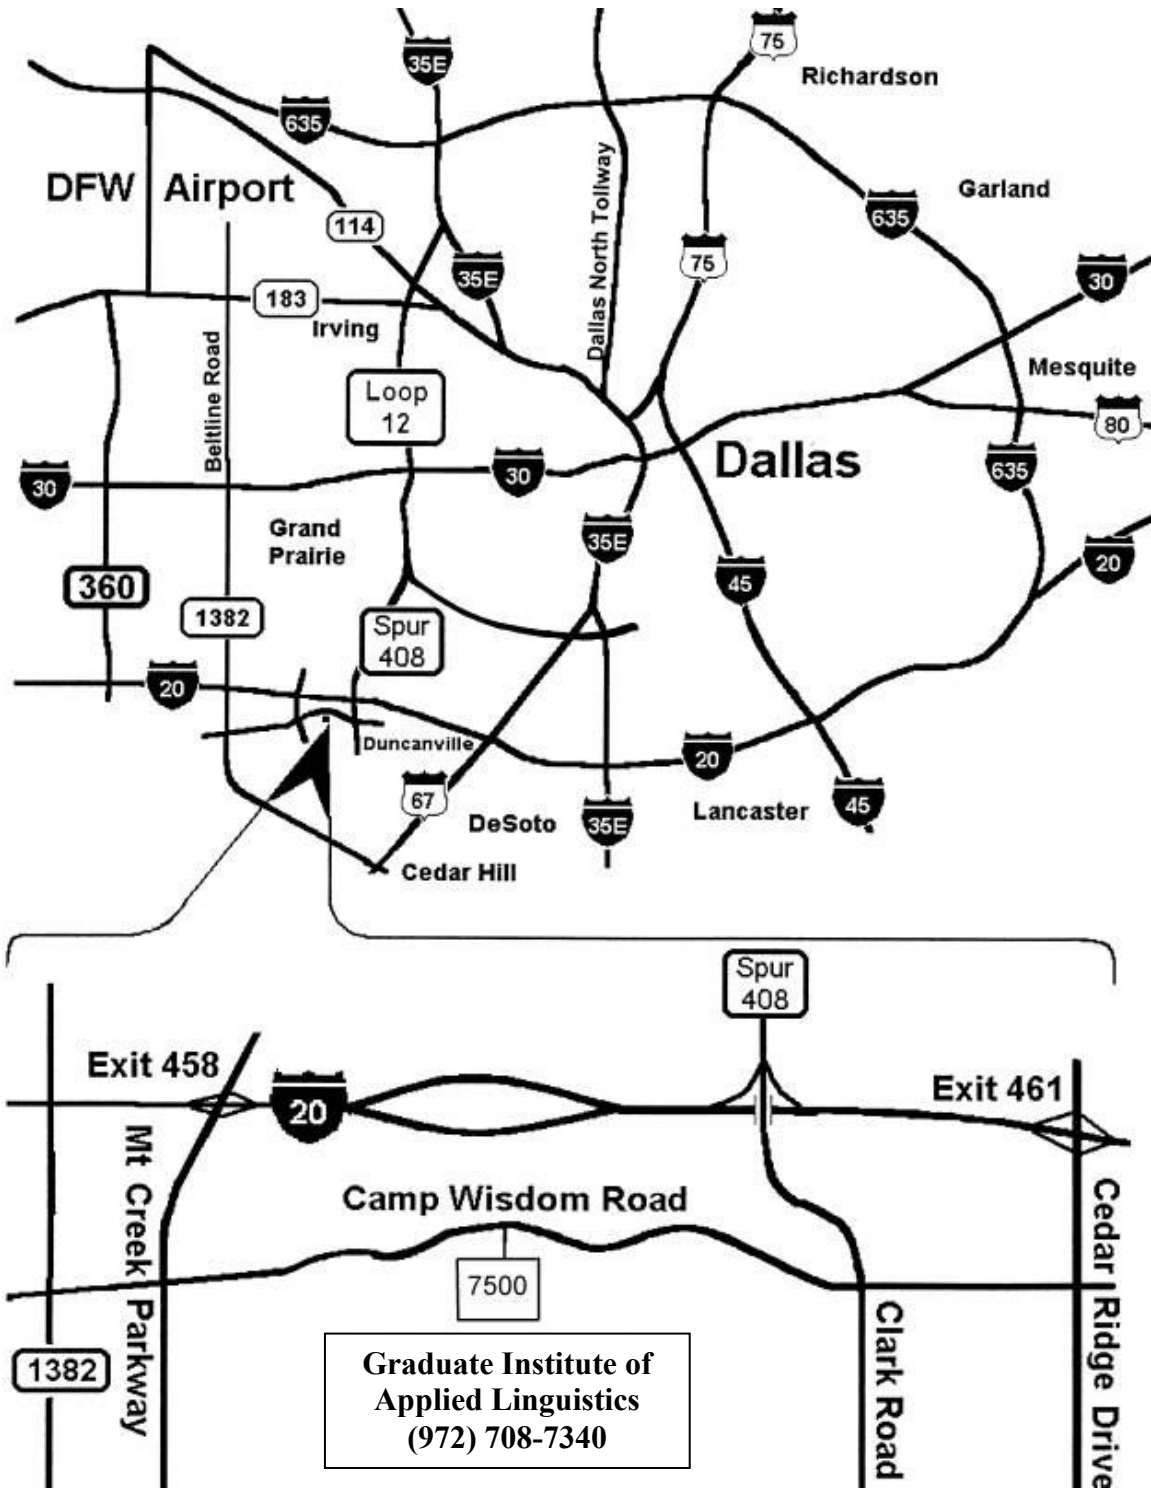 75
35E
Richardson
635
DFW Airport
Dallas North Tollway
Garland
114
635
75
35E
30
183
Irving
Beltline Road
Mesquite
Loop
12
80
Dallas
30
30
635
Grand
Prairie
35E
20
360
45
1382
Spur
408
20
Duncanville
20
67
45
DeSoto
35E
Lancaster
Cedar Hill
Spur
408
Exit 458
20
Exit 461
Mt Creek Parkway
Camp Wisdom Road
Cedar Ridge Drive
7500
Clark Road
1382
Graduate Institute of
Applied Linguistics
(972) 708-7340